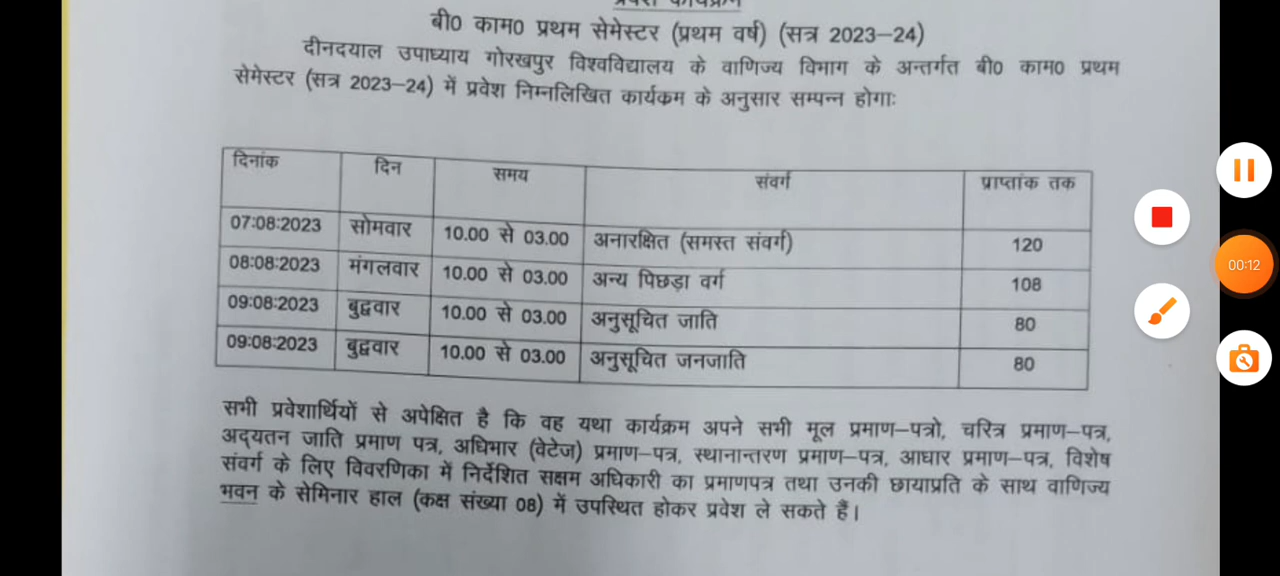 प्रवेश कार्यक्रम
बी0 काम0 प्रथम सेमेस्टर (प्रथम वर्ष) (सत्र 2023–24)
दीनदयाल उपाध्याय गोरखपुर विश्वविद्यालय के वाणिज्य विभाग के अन्तर्गत बी0 काम0 प्रथम
सेमेस्टर (सत्र 2023–24) में प्रवेश निम्नलिखित कार्यक्रम के अनुसार सम्पन्न होगाः
दिनांक दिन समय संवर्ग प्राप्तांक तक
07:08:2023 सोमवार 10.00 से 03.00 अनारक्षित (समस्त संवर्ग) 120
08:08:2023 मंगलवार 10.00 से 03.00 अन्य पिछड़ा वर्ग 108
09:08:2023 बुद्ववार 10.00 से 03.00 अनुसूचित जाति 80
09:08:2023 बुद्ववार 10.00 से 03.00 अनुसूचित जनजाति 80
सभी प्रवेशार्थियों से अपेक्षित है कि वह यथा कार्यक्रम अपने सभी मूल प्रमाण–पत्रो, चरित्र प्रमाण–पत्र,
अद्यतन जाति प्रमाण पत्र, अधिभार (वेटेज) प्रमाण–पत्र, स्थानान्तरण प्रमाण–पत्र, आधार प्रमाण–पत्र, विशेष
संवर्ग के लिए विवरणिका में निर्देशित सक्षम अधिकारी का प्रमाणपत्र तथा उनकी छायाप्रति के साथ वाणिज्य
भवन के सेमिनार हाल (कक्ष संख्या 08) में उपस्थित होकर प्रवेश ले सकते हैं।
00:12